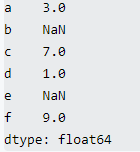 a    3.0
b    NaN
c    7.0
d    1.0
e    NaN
f    9.0
dtype: float64